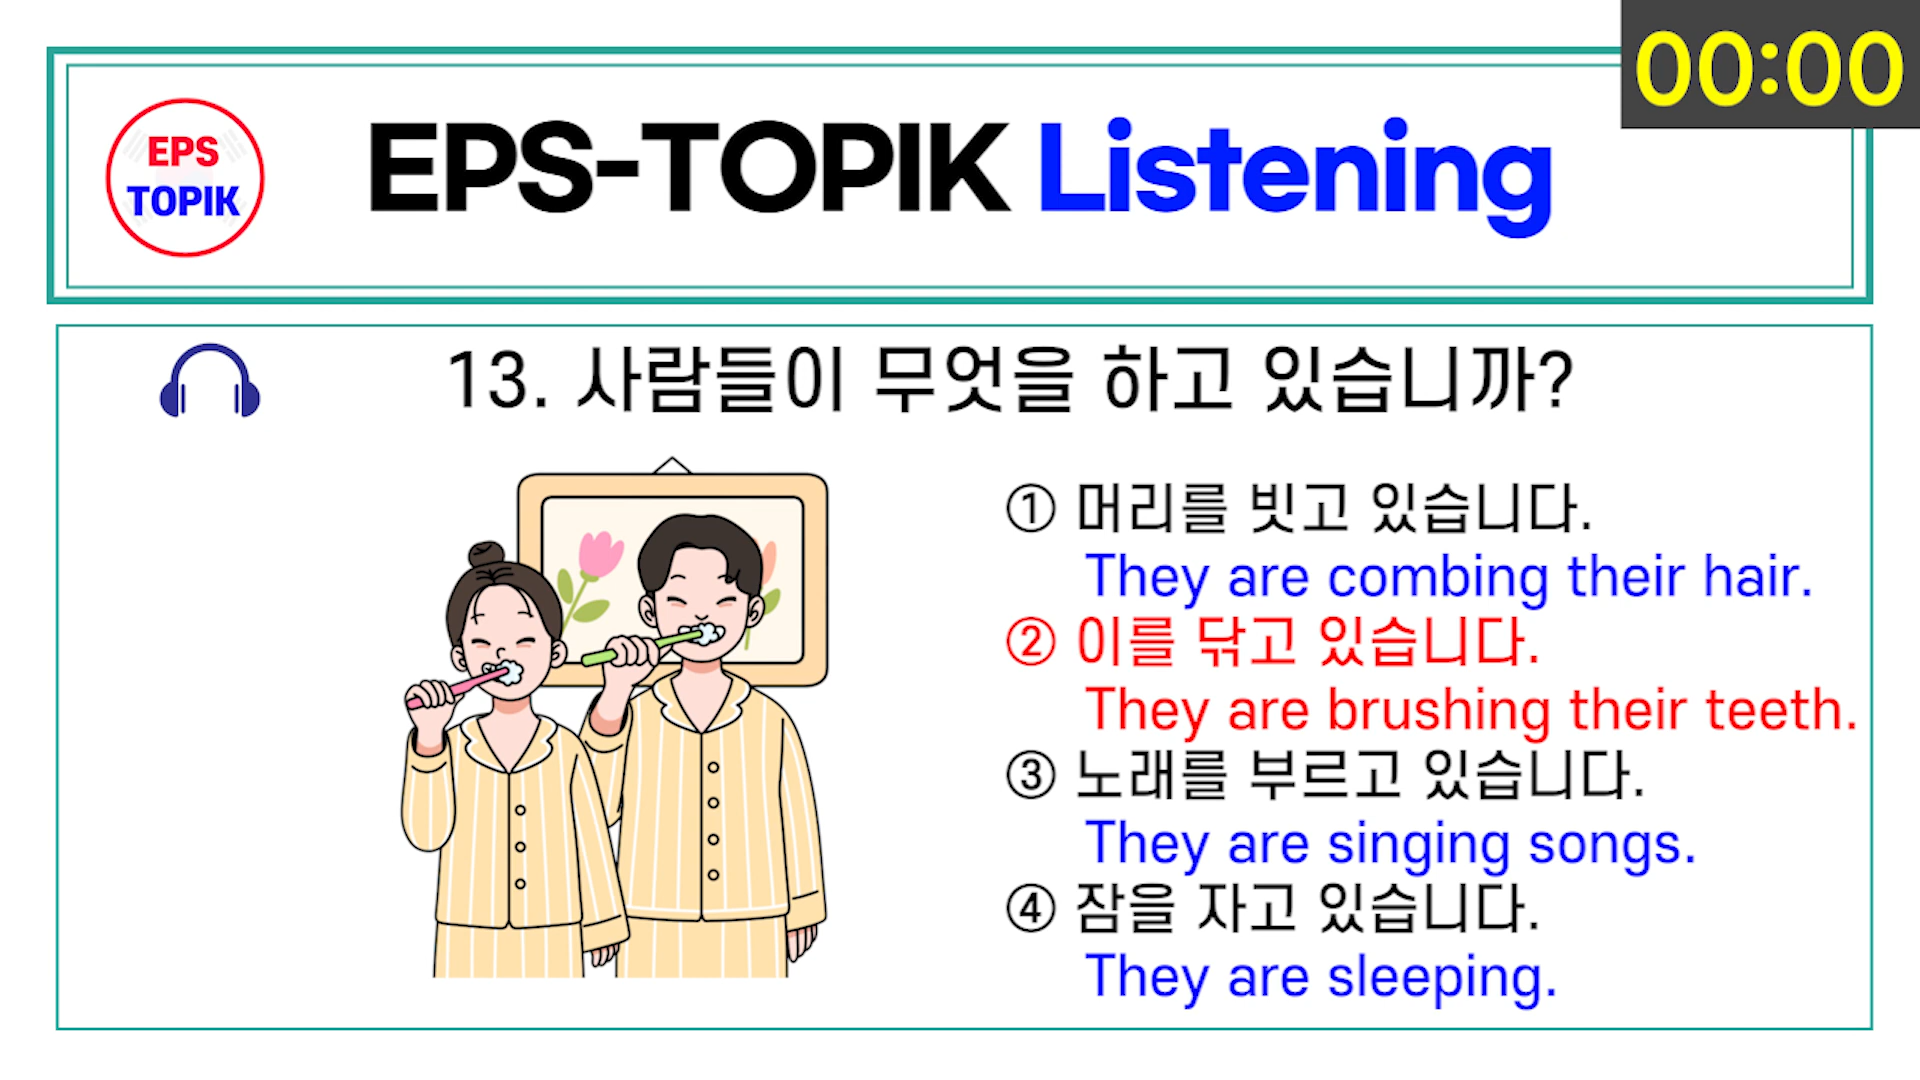 00:00
EPS
TOPIK
EPS-TOPIK Listening
13. 사람들이 무엇을 하고 있습니까?
① 머리를 빗고 있습니다.
They are combing their hair.
② 이를 닦고 있습니다.
They are brushing their teeth.
③ 노래를 부르고 있습니다.
They are singing songs.
④ 잠을 자고 있습니다.
They are sleeping.